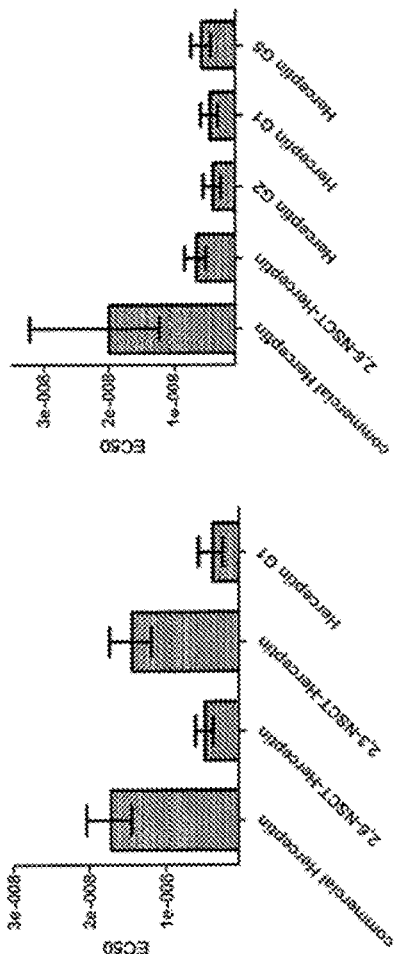 EC50
3e-008
2e-008
1e-008
commercial Herceptin
2,6-NSCT-Herceptin
Herceptin G2
Herceptin G1
Herceptin G0
EC50
3e-008
2e-008
1e-008
commercial Herceptin
2,6-NSCT-Herceptin
2,3-NSCT-Herceptin
Herceptin G1